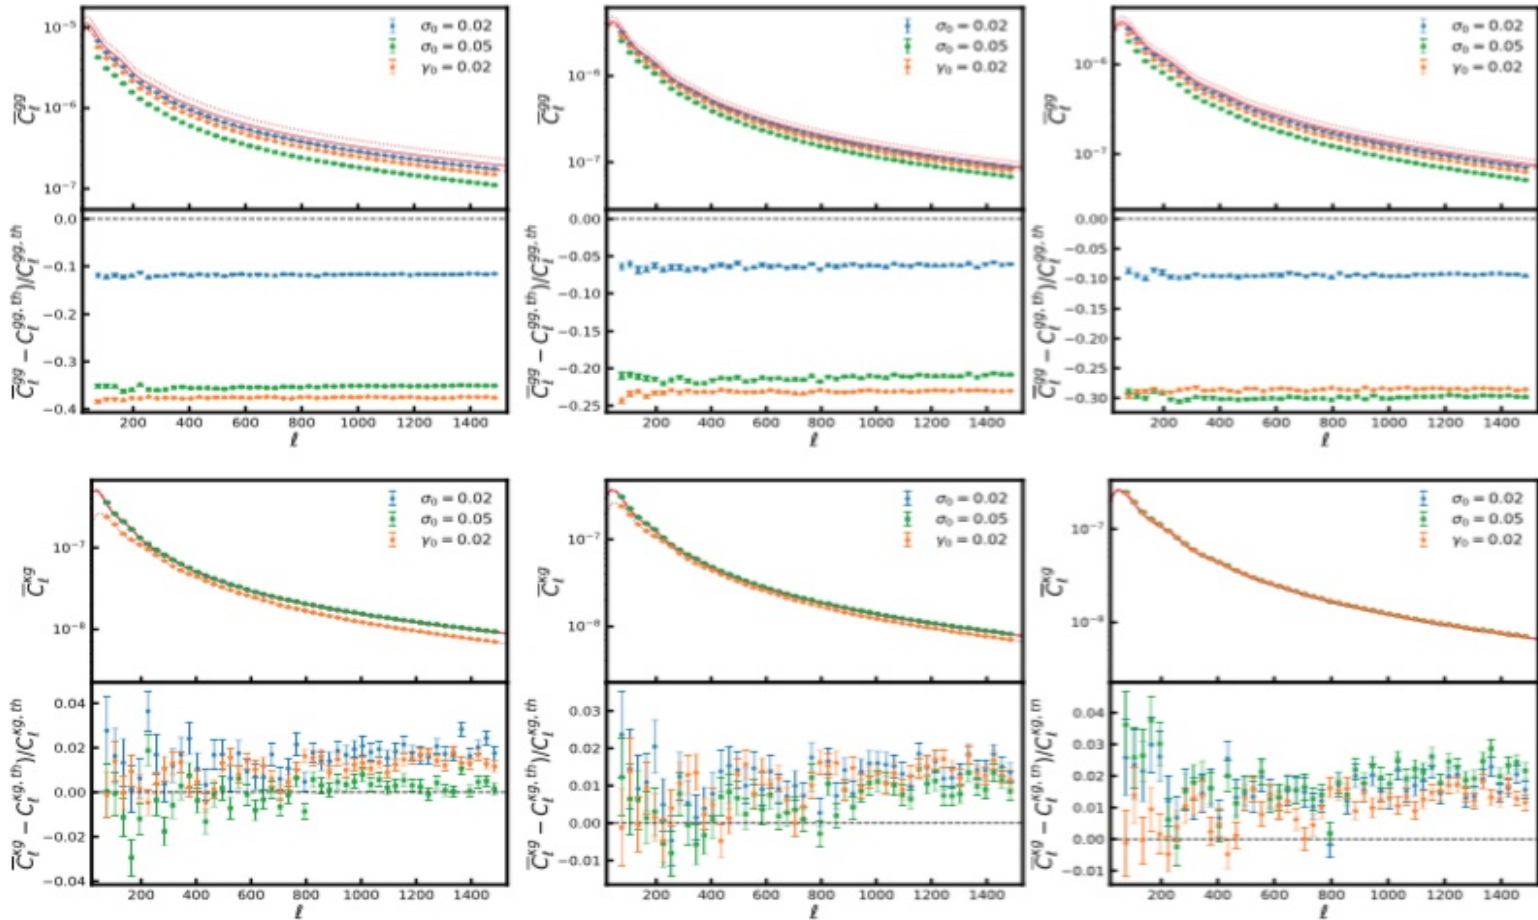 10⁻⁵
10⁻⁶
10⁻⁷
C̅ℓ^gg
σ₀ = 0.02
σ₀ = 0.05
γ₀ = 0.02
0.0
−0.1
−0.2
−0.3
−0.4
(C̅ℓ^gg − Cℓ^gg,th)/Cℓ^gg,th
200 400 600 800 1000 1200 1400
ℓ
10⁻⁶
10⁻⁷
C̅ℓ^gg
σ₀ = 0.02
σ₀ = 0.05
γ₀ = 0.02
0.00
−0.05
−0.10
−0.15
−0.20
−0.25
C̅ℓ^gg − Cℓ^gg,th)/Cℓ^gg,th
200 400 600 800 1000 1200 1400
ℓ
10⁻⁶
10⁻⁷
C̅ℓ^gg
σ₀ = 0.02
σ₀ = 0.05
γ₀ = 0.02
0.00
−0.05
−0.10
−0.15
−0.20
−0.25
−0.30
C̅ℓ^gg − Cℓ^gg,th)/Cℓ^gg,th
200 400 600 800 1000 1200 1400
ℓ
10⁻⁷
10⁻⁸
C̅ℓ^κg
σ₀ = 0.02
σ₀ = 0.05
γ₀ = 0.02
0.04
0.02
0.00
−0.02
−0.04
C̅ℓ^κg − Cℓ^κg,th)/Cℓ^κg,th
200 400 600 800 1000 1200 1400
ℓ
10⁻⁷
10⁻⁸
C̅ℓ^κg
σ₀ = 0.02
σ₀ = 0.05
γ₀ = 0.02
0.03
0.02
0.01
0.00
−0.01
C̅ℓ^κg − Cℓ^κg,th)/Cℓ^κg,th
200 400 600 800 1000 1200 1400
ℓ
10⁻⁷
10⁻⁸
C̅ℓ^κg
σ₀ = 0.02
σ₀ = 0.05
γ₀ = 0.02
0.04
0.03
0.02
0.01
0.00
−0.01
C̅ℓ^κg − Cℓ^κg,th)/Cℓ^κg,th
200 400 600 800 1000 1200 1400
ℓ